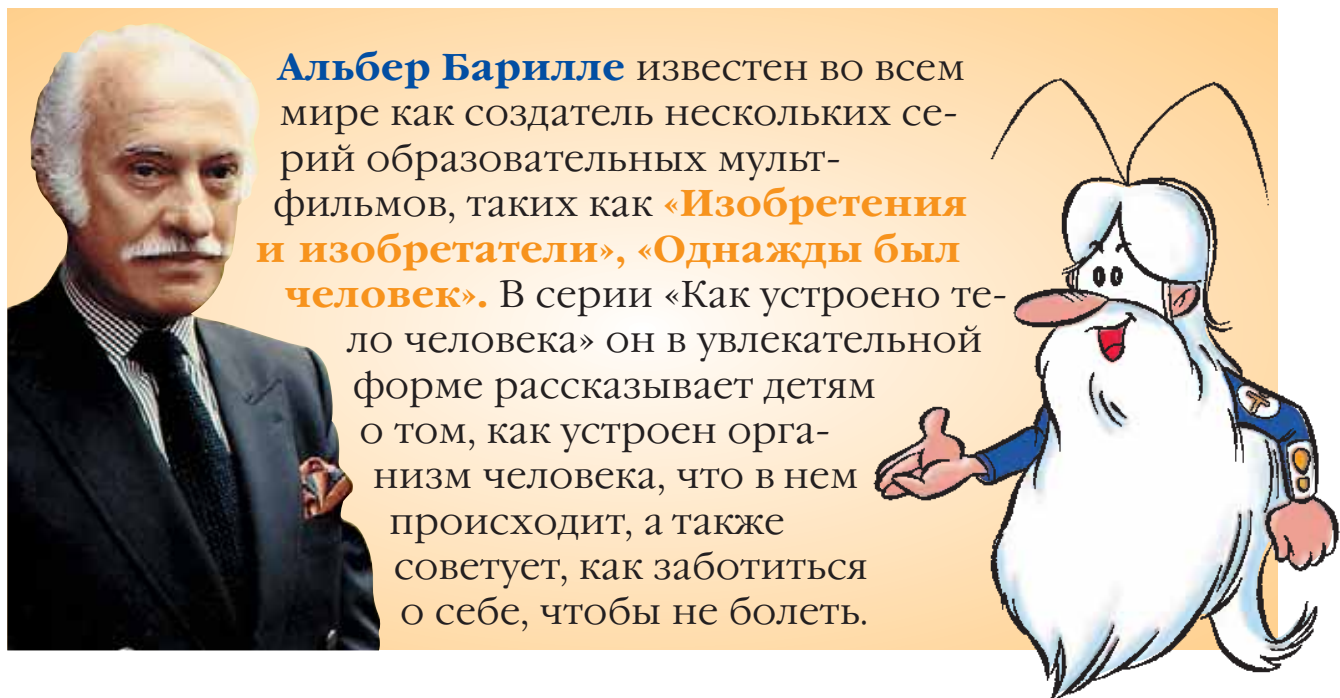 Альбер Барилле известен во всем
мире как создатель нескольких се-
рий образовательных мульт-
фильмов, таких как «Изобретения
и изобретатели», «Однажды был
человек». В серии «Как устроено те-
ло человека» он в увлекательной
форме рассказывает детям
о том, как устроен орга-
низм человека, что в нем
происходит, а также
советует, как заботиться
о себе, чтобы не болеть.